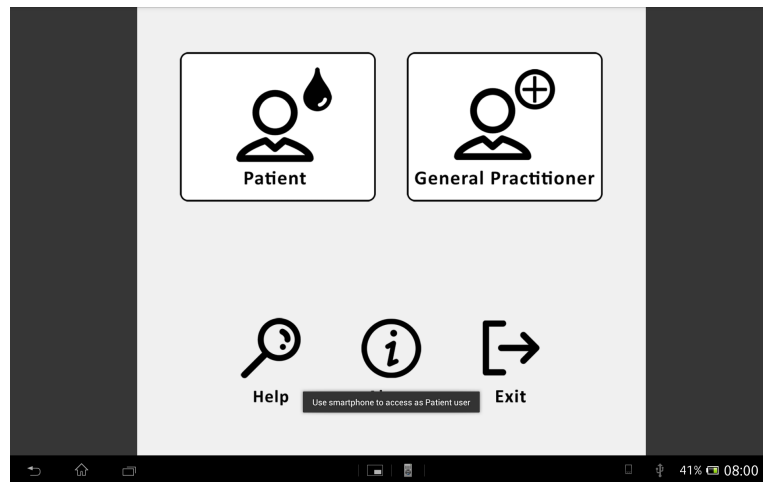 Patient
General Practitioner
Help
Exit
Use smartphone to access as Patient user
41%
08:00